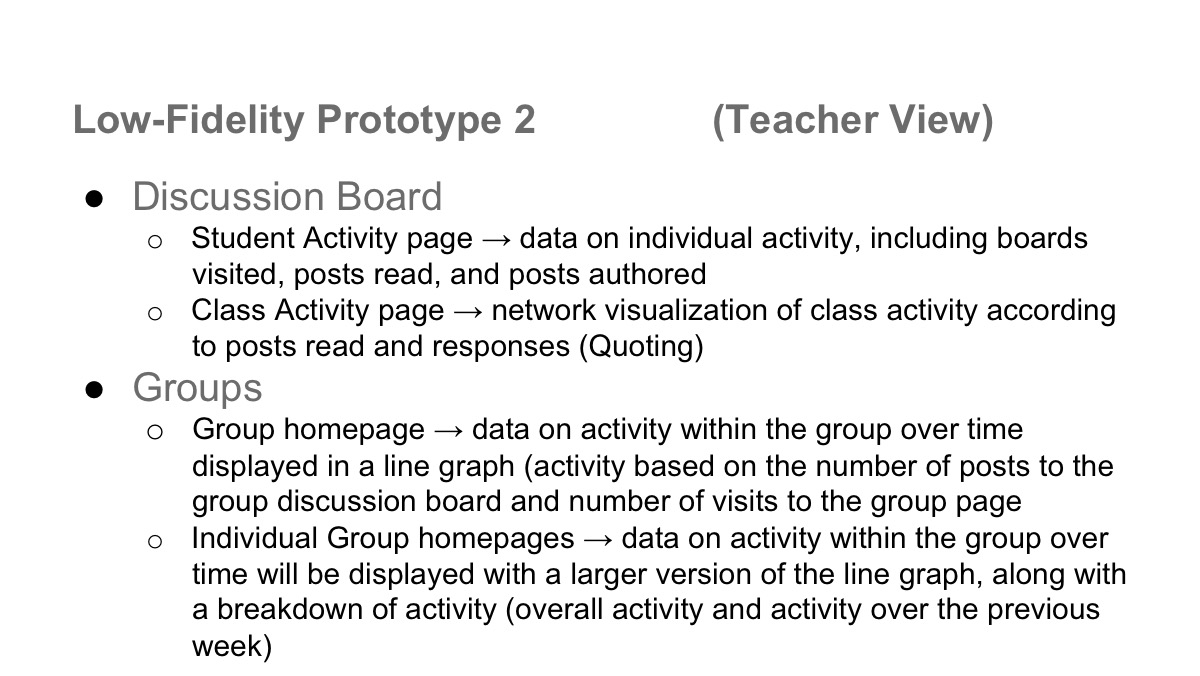 Low-Fidelity Prototype 2 (Teacher View)
● Discussion Board
○ Student Activity page → data on individual activity, including boards
visited, posts read, and posts authored
○ Class Activity page → network visualization of class activity according
to posts read and responses (Quoting)
● Groups
○ Group homepage → data on activity within the group over time
displayed in a line graph (activity based on the number of posts to the
group discussion board and number of visits to the group page
○ Individual Group homepages → data on activity within the group over
time will be displayed with a larger version of the line graph, along with
a breakdown of activity (overall activity and activity over the previous
week)